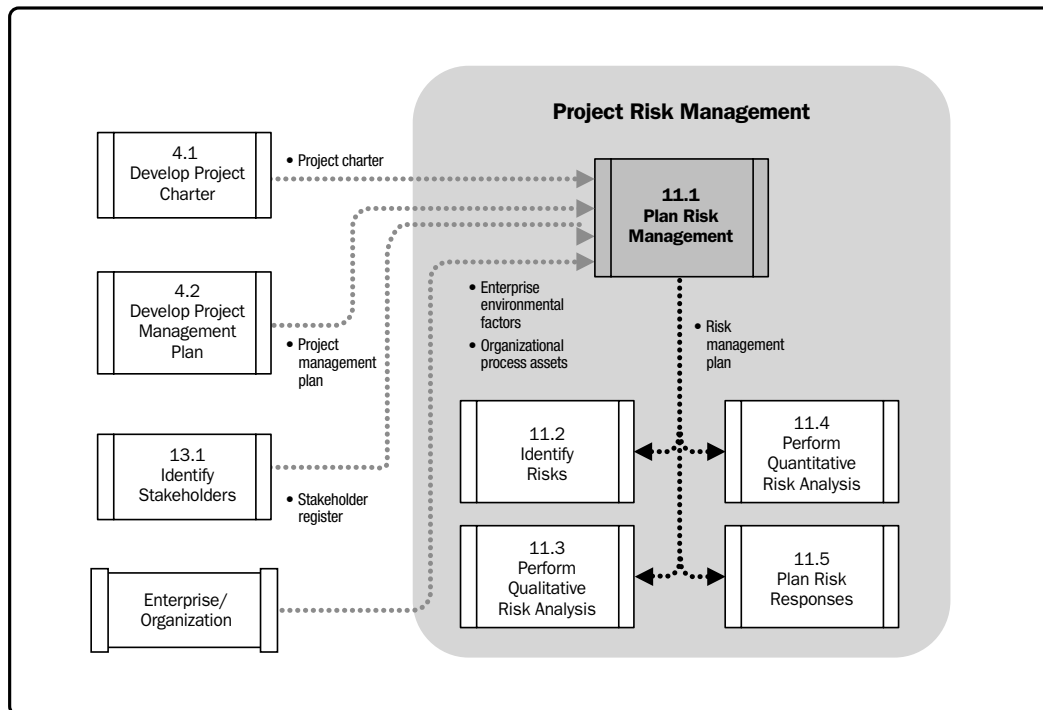 Project Risk Management
4.1
Develop Project
Charter
• Project charter
11.1
Plan Risk
Management
4.2
Develop Project
Management
Plan
• Project
management
plan
• Enterprise
environmental
factors
• Organizational
process assets
• Risk
management
plan
13.1
Identify
Stakeholders
• Stakeholder
register
11.2
Identify
Risks
11.4
Perform
Quantitative
Risk Analysis
11.3
Perform
Qualitative
Risk Analysis
11.5
Plan Risk
Responses
Enterprise/
Organization